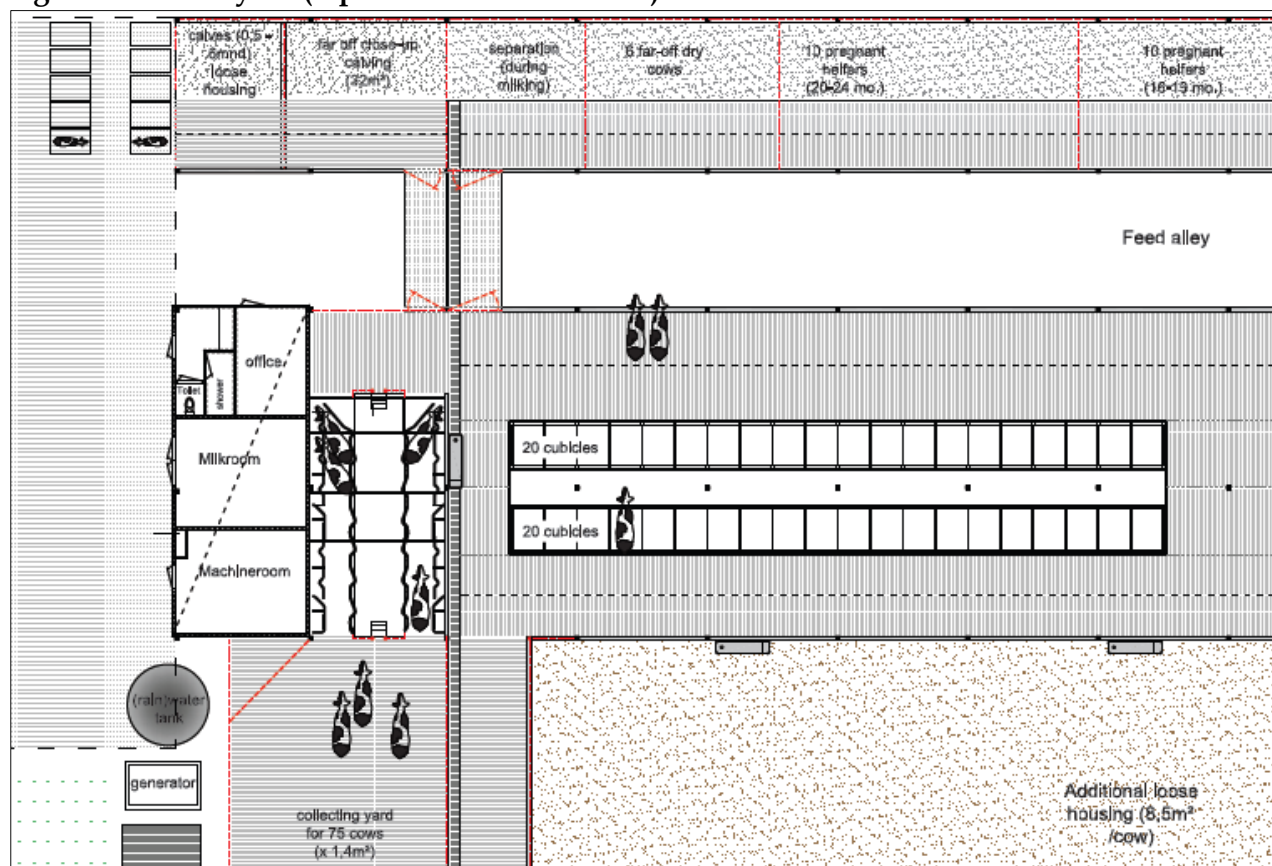 calves (0,5 -
6mnd)
loose
housing
far off close-up
calving
(32m²)
separation
(during
milking)
6 far-off dry
cows
10 pregnant
heifers
(20-24 mo.)
10 pregnant
heifers
(16-19 mo.)
Feed alley
office
Toilet
shower
Milkroom
Machineroom
20 cubicles
20 cubicles
(rain)water
tank
generator
collecting yard
for 75 cows
(x 1,4m²)
Additional loose
housing (8,5m²
/cow)